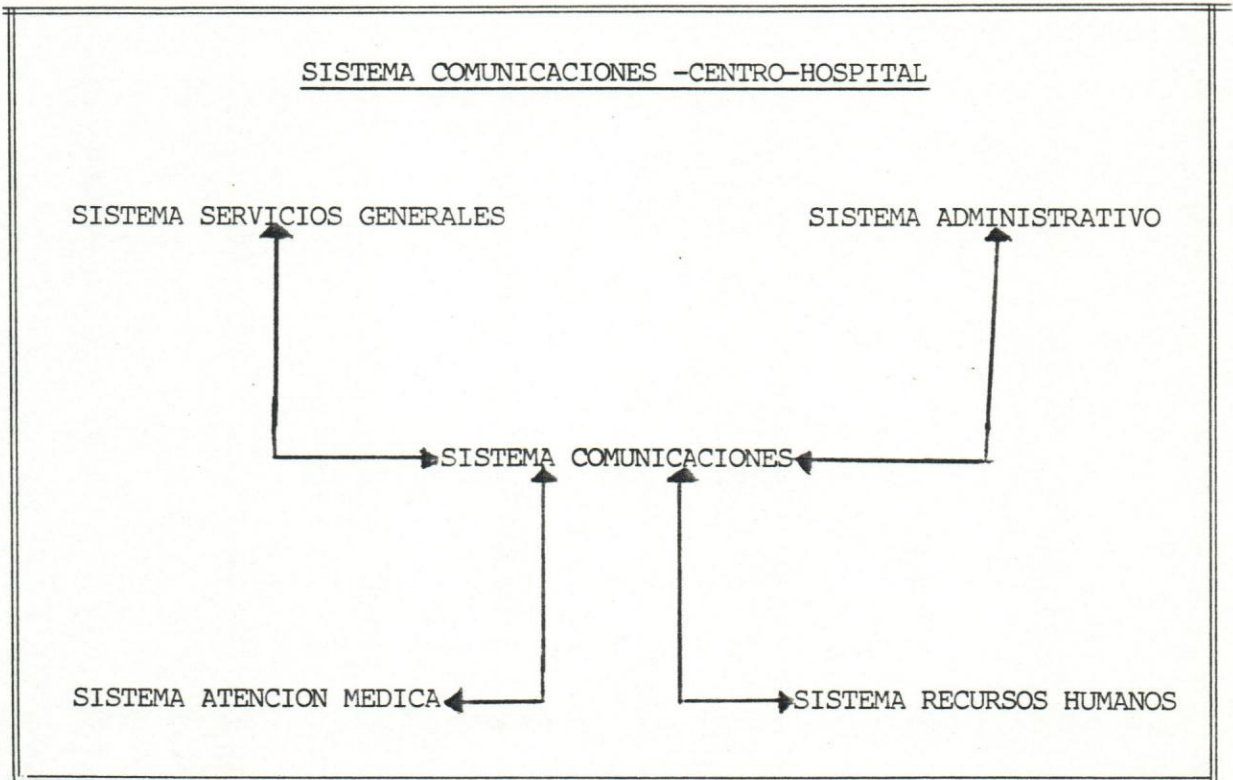 SISTEMA COMUNICACIONES -CENTRO-HOSPITAL
SISTEMA SERVICIOS GENERALES
SISTEMA ADMINISTRATIVO
SISTEMA COMUNICACIONES
SISTEMA ATENCION MEDICA
SISTEMA RECURSOS HUMANOS